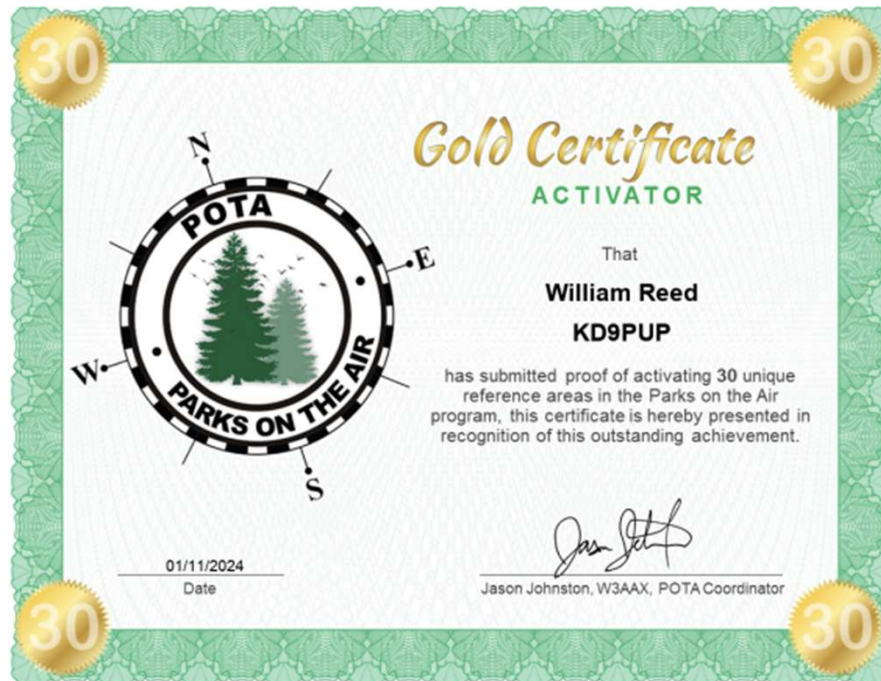 30
30
Gold Certificate
ACTIVATOR
N
POTA
E
W
PARKS ON THE AIR
S
That
William Reed
KD9PUP
has submitted proof of activating 30 unique
reference areas in the Parks on the Air
program, this certificate is hereby presented in
recognition of this outstanding achievement.
01/11/2024
Date
Jason Johnston, W3AAX, POTA Coordinator
30
30